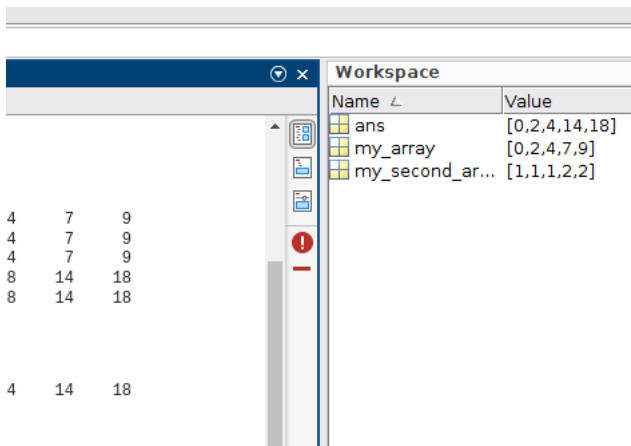 Workspace
Name Value
ans [0,2,4,14,18]
my_array [0,2,4,7,9]
my_second_ar... [1,1,1,2,2]
4 7 9
4 7 9
4 7 9
8 14 18
8 14 18
4 14 18